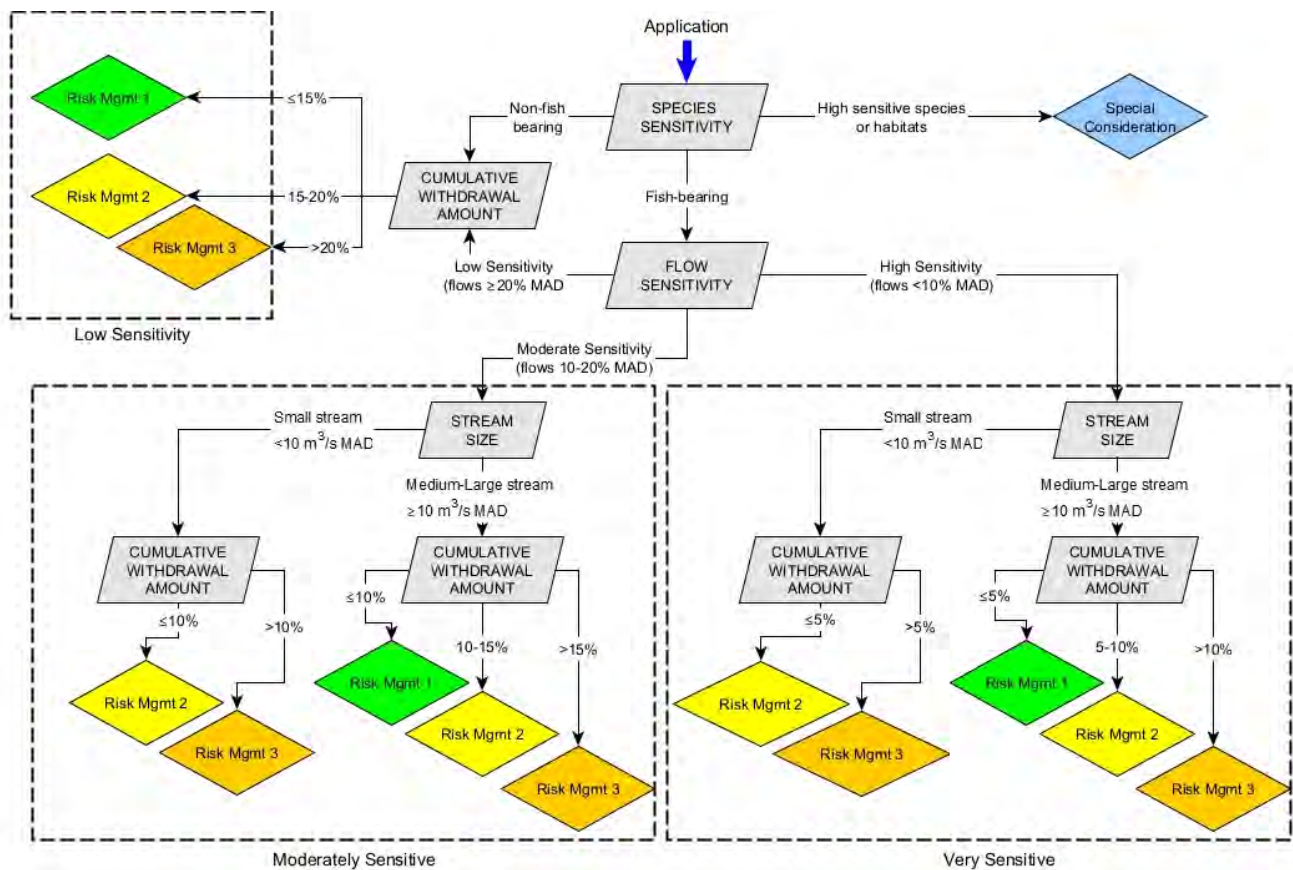 Application
SPECIES
SENSITIVITY
Non-fish
bearing
High sensitive species
or habitats
Special
Consideration
Fish-bearing
CUMULATIVE
WITHDRAWAL
AMOUNT
≤15%
15-20%
>20%
Risk Mgmt 1
Risk Mgmt 2
Risk Mgmt 3
Low Sensitivity
FLOW
SENSITIVITY
Low Sensitivity
(flows ≥20% MAD
High Sensitivity
(flows <10% MAD)
Moderate Sensitivity
(flows 10-20% MAD)
STREAM
SIZE
Small stream
<10 m³/s MAD
Medium-Large stream
≥10 m³/s MAD
CUMULATIVE
WITHDRAWAL
AMOUNT
≤10%
>10%
Risk Mgmt 2
Risk Mgmt 3
CUMULATIVE
WITHDRAWAL
AMOUNT
≤10%
10-15%
>15%
Risk Mgmt 1
Risk Mgmt 2
Risk Mgmt 3
Moderately Sensitive
STREAM
SIZE
Small stream
<10 m³/s MAD
Medium-Large stream
≥10 m³/s MAD
CUMULATIVE
WITHDRAWAL
AMOUNT
≤5%
>5%
Risk Mgmt 2
Risk Mgmt 3
CUMULATIVE
WITHDRAWAL
AMOUNT
≤5%
5-10%
>10%
Risk Mgmt 1
Risk Mgmt 2
Risk Mgmt 3
Very Sensitive